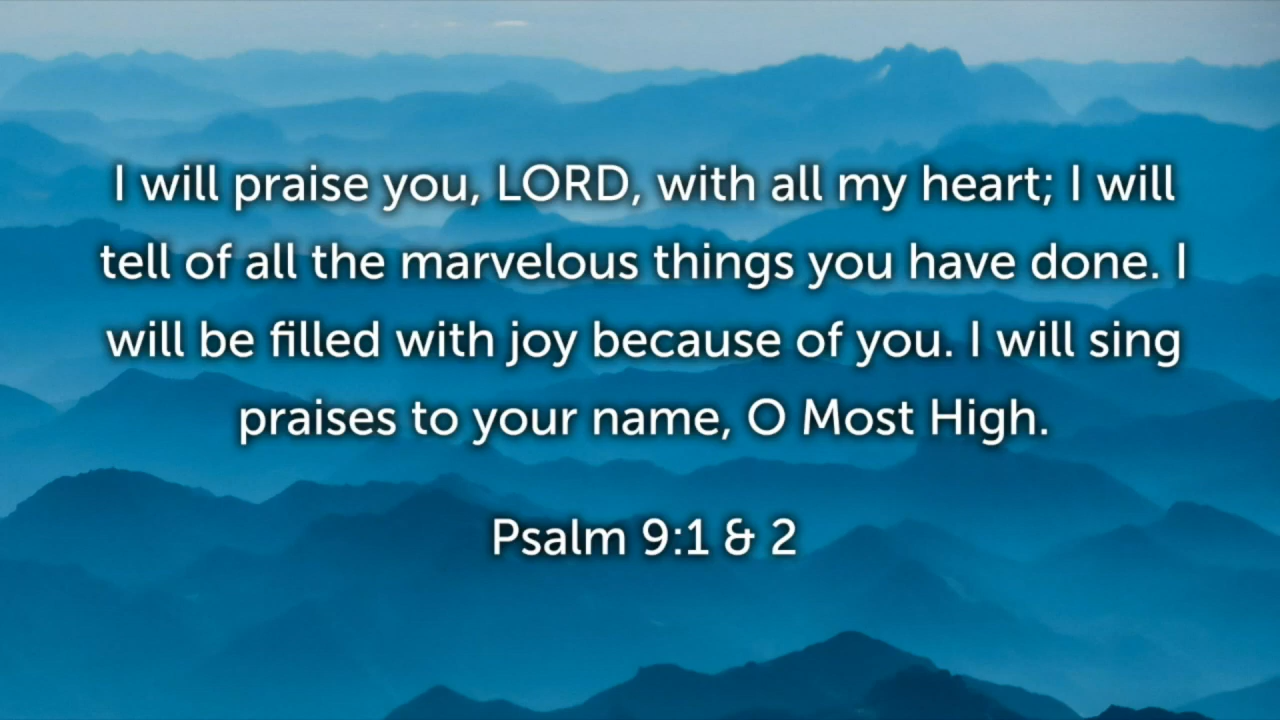 I will praise you, LORD, with all my heart; I will
tell of all the marvelous things you have done. I
will be filled with joy because of you. I will sing
praises to your name, O Most High.
Psalm 9:1 & 2